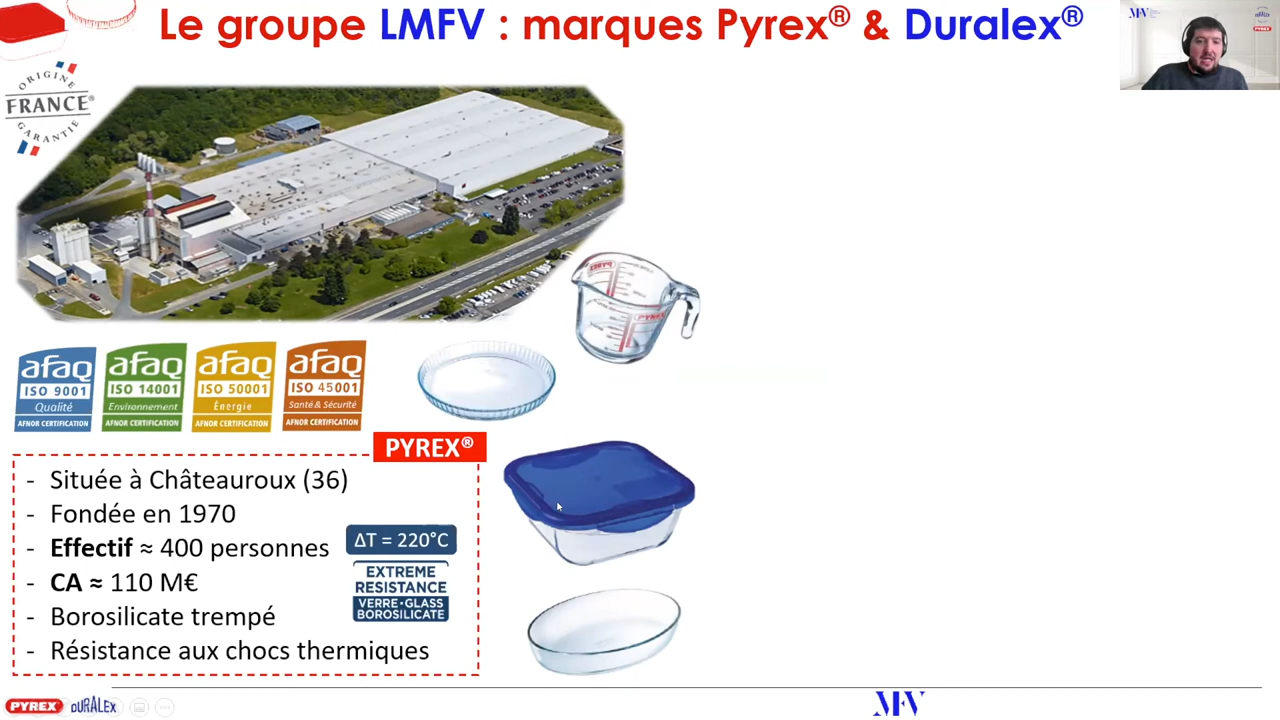 Le groupe LMFV : marques Pyrex® & Duralex®
ORIGINE
FRANCE®
GARANTIE
PYREX
PYREX
afaq
ISO 9001
Qualité
AFNOR CERTIFICATION
afaq
ISO 14001
Environnement
AFNOR CERTIFICATION
afaq
ISO 50001
Énergie
AFNOR CERTIFICATION
afaq
ISO 45001
Santé & Sécurité
AFNOR CERTIFICATION
PYREX®
- Située à Châteauroux (36)
- Fondée en 1970
- Effectif ≈ 400 personnes
- CA ≈ 110 M€
- Borosilicate trempé
- Résistance aux chocs thermiques
ΔT = 220°C
EXTREME
RESISTANCE
VERRE·GLASS
BOROSILICATE
PYREX
DURALEX
MFV